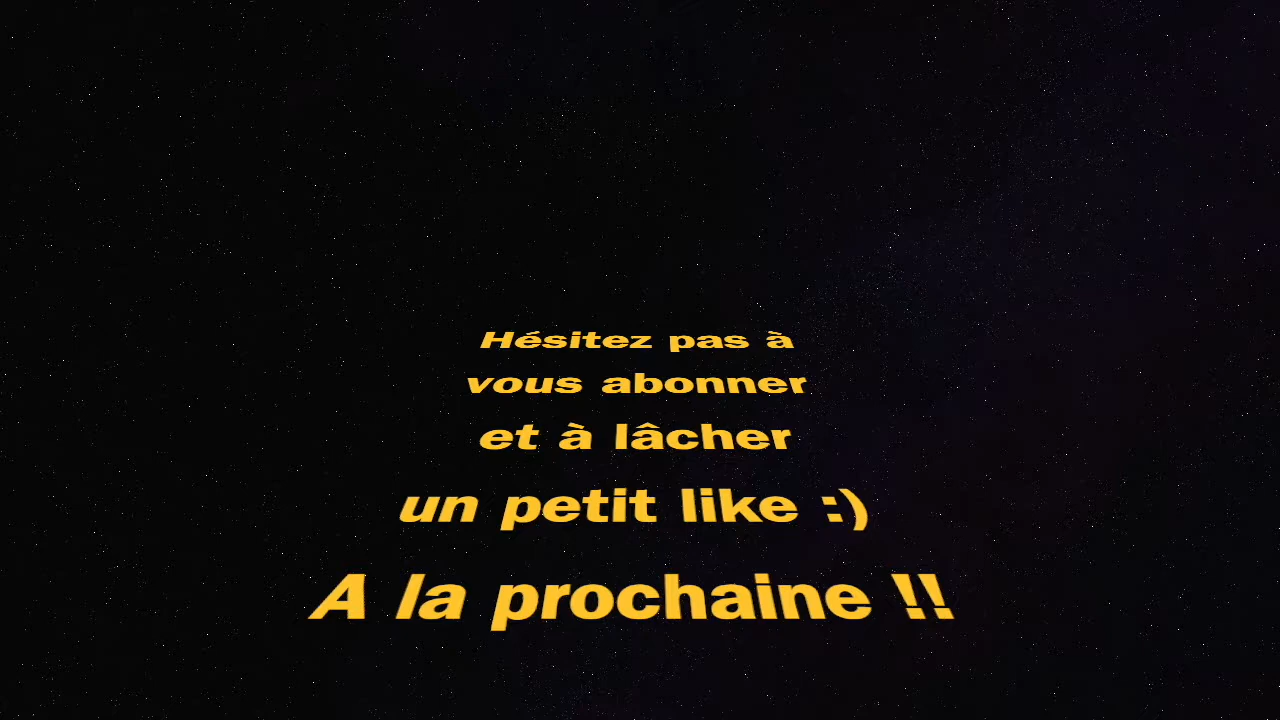 Hésitez pas à
vous abonner
et à lâcher
un petit like :)
A la prochaine !!